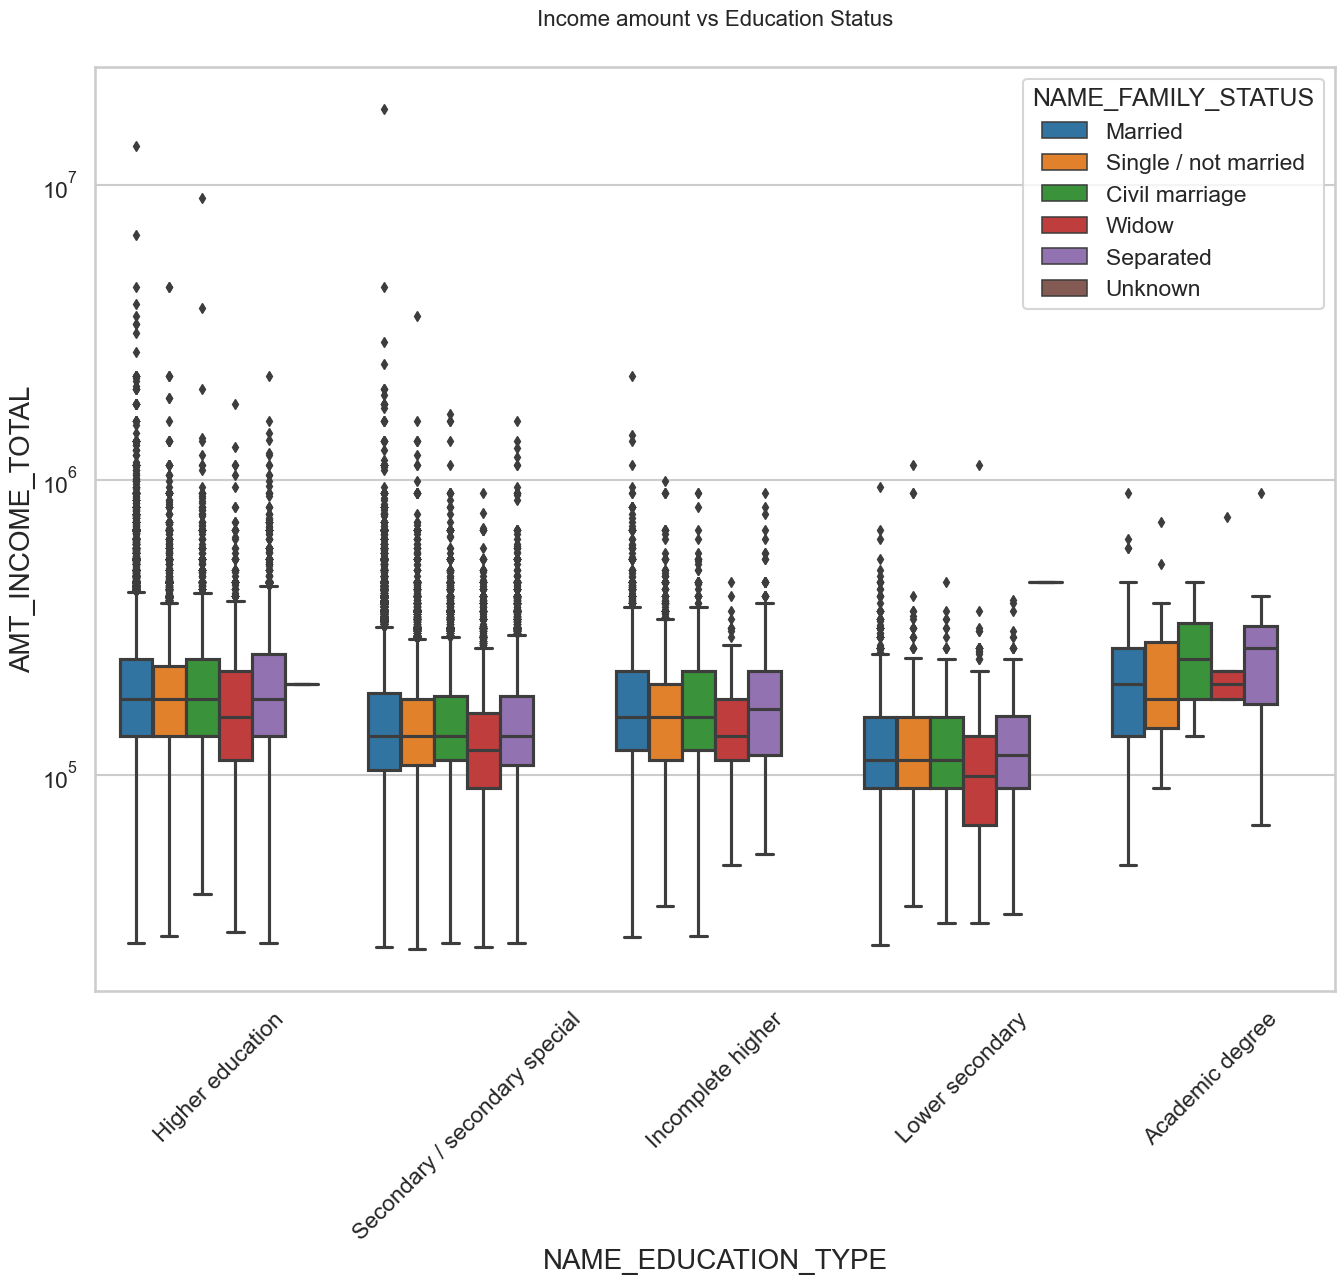 Income amount vs Education Status
NAME_FAMILY_STATUS
Married
Single / not married
Civil marriage
Widow
Separated
Unknown
AMT_INCOME_TOTAL
10^7
10^6
10^5
Higher education
Secondary / secondary special
Incomplete higher
Lower secondary
Academic degree
NAME_EDUCATION_TYPE